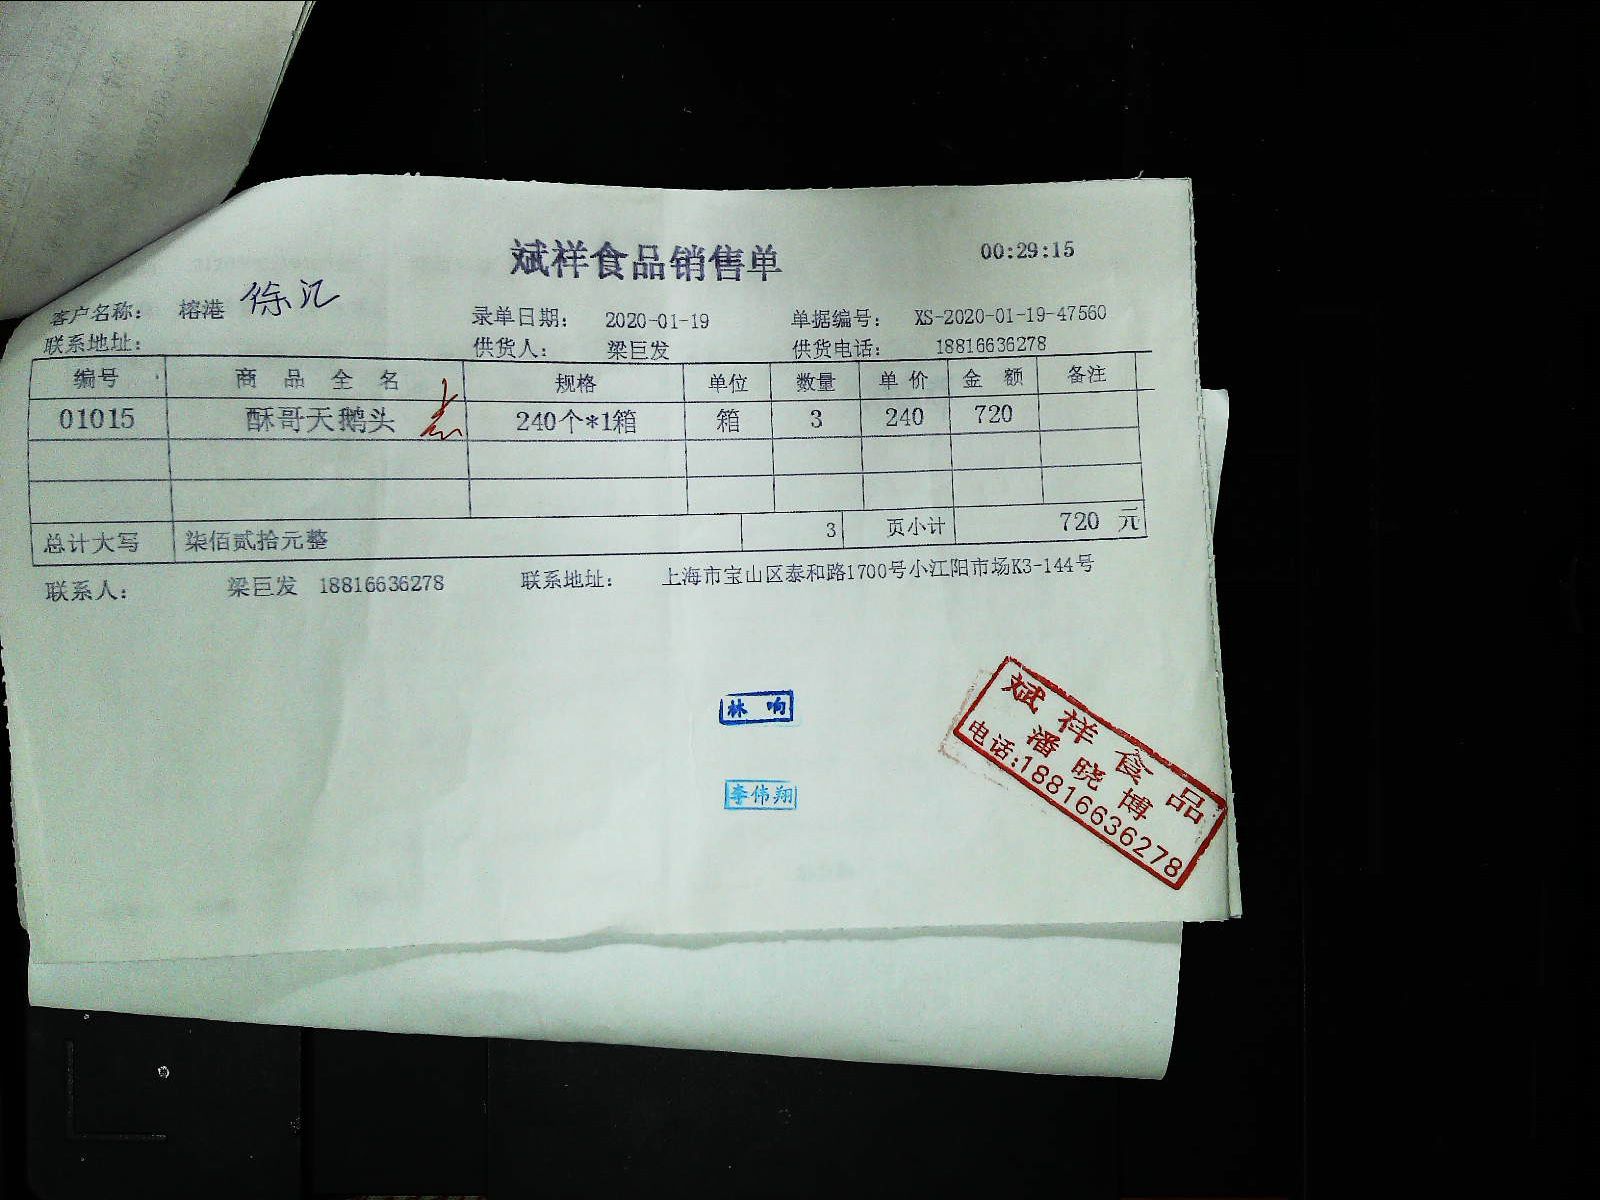 斌祥食品销售单
00:29:15
客户名称： 榕港 徐汇
录单日期： 2020-01-19 单据编号： XS-2020-01-19-47560
联系地址：
供货人： 梁巨发 供货电话： 18816636278
编号 商品全名 规格 单位 数量 单价 金额 备注
01015 酥哥天鹅头 240个*1箱 箱 3 240 720
总计大写 柒佰贰拾元整 3 页小计 720 元
联系人： 梁巨发 18816636278 联系地址： 上海市宝山区泰和路1700号小江阳市场K3-144号
林响
李伟翔
斌祥食品
潘晓博
电话:18816636278